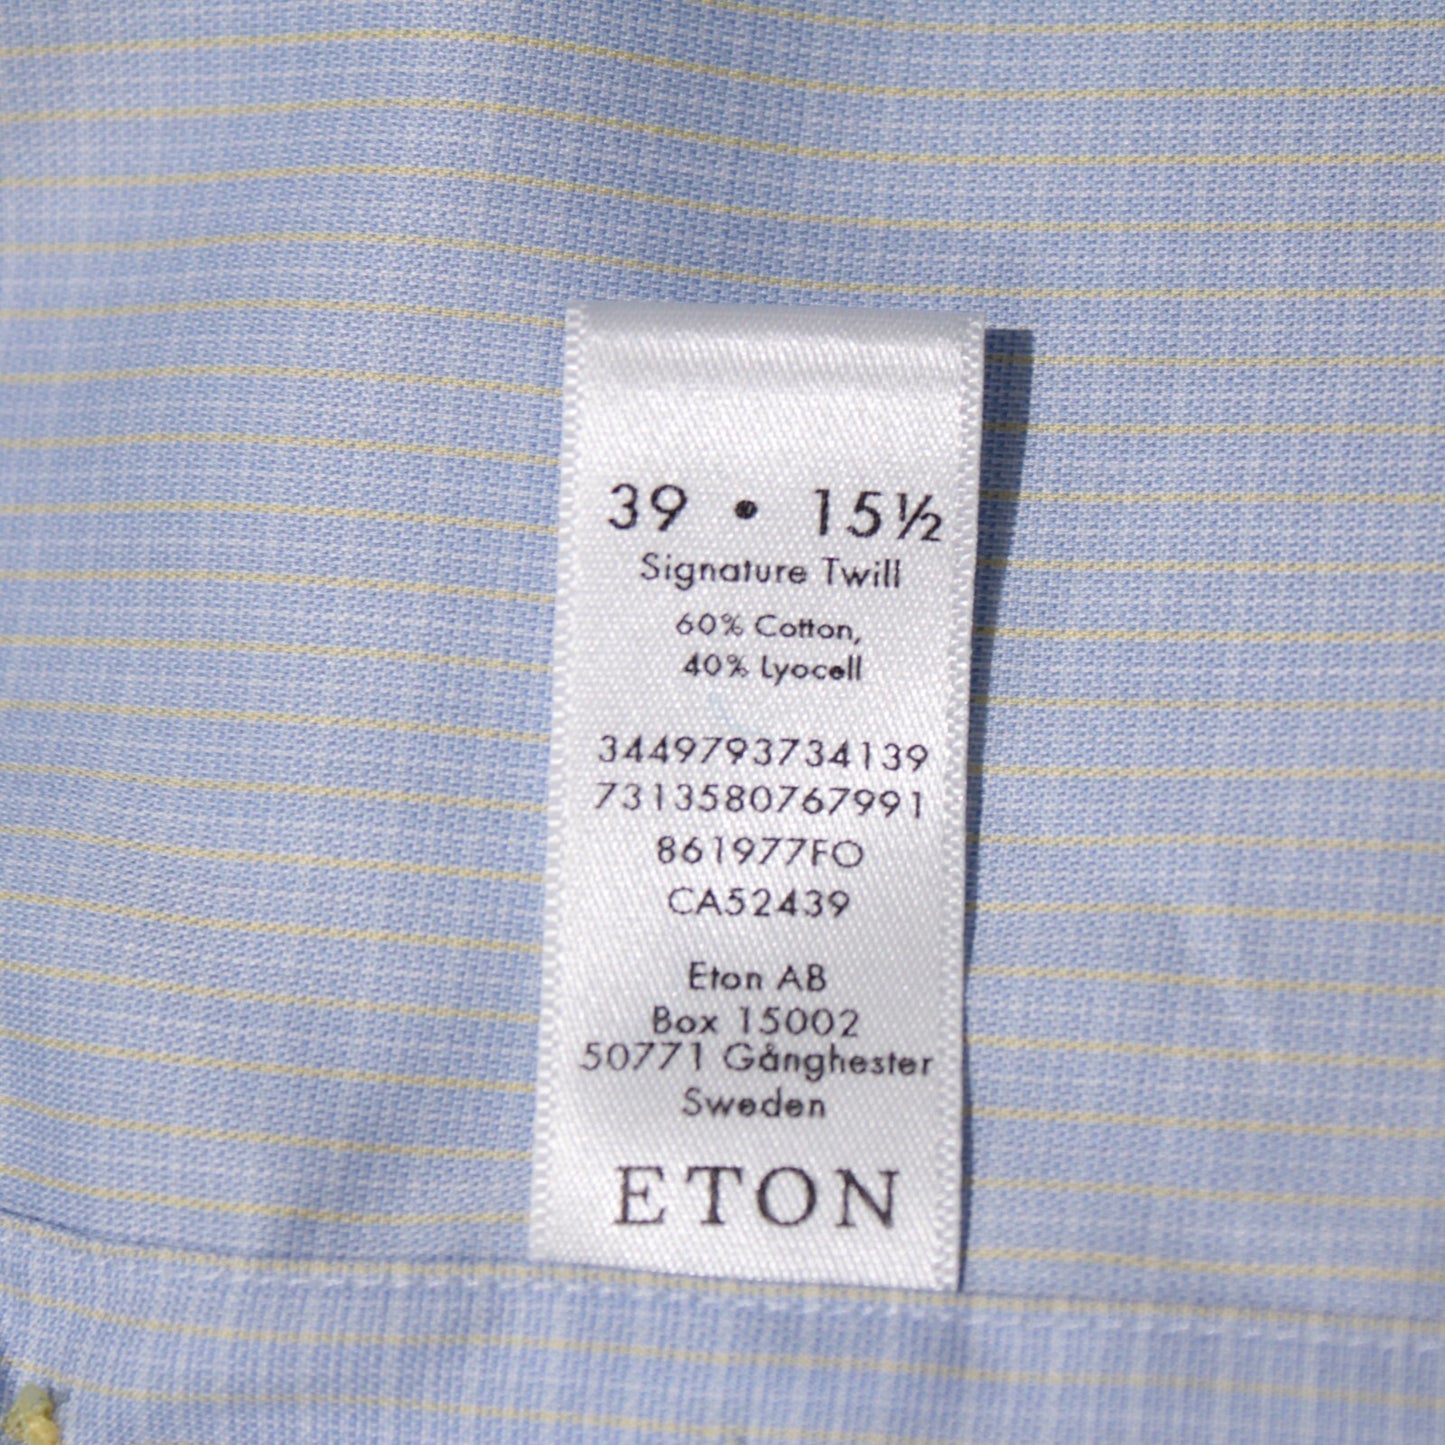 39 • 15½
Signature Twill
60% Cotton,
40% Lyocell
3449793734139
7313580767991
861977FO
CA52439
Eton AB
Box 15002
50771 Gånghester
Sweden
ETON